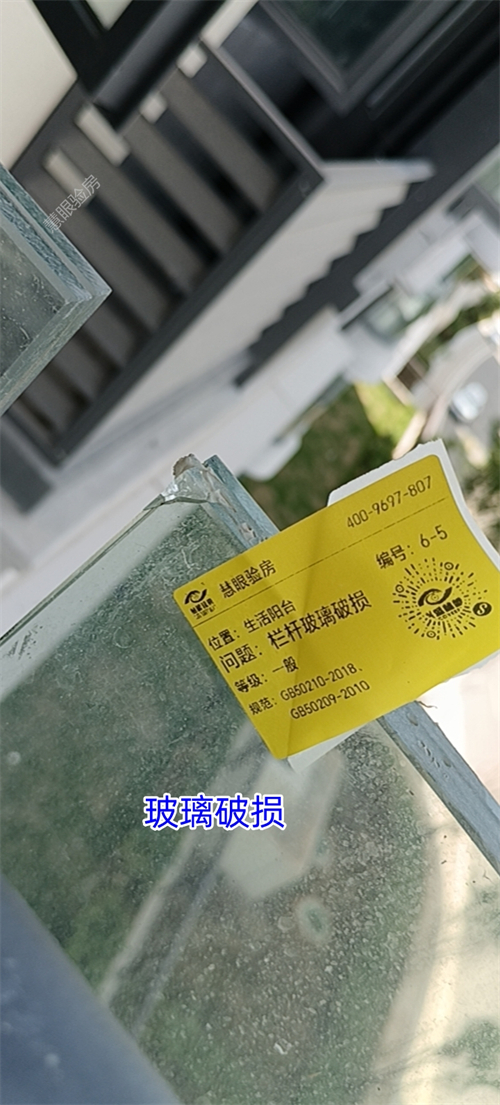 慧眼验房
400-9697-807
慧眼验房
编号：6-5
位置：生活阳台
问题：栏杆玻璃破损
等级：一般
规范：GB50210-2018、
GB50209-2010
玻璃破损